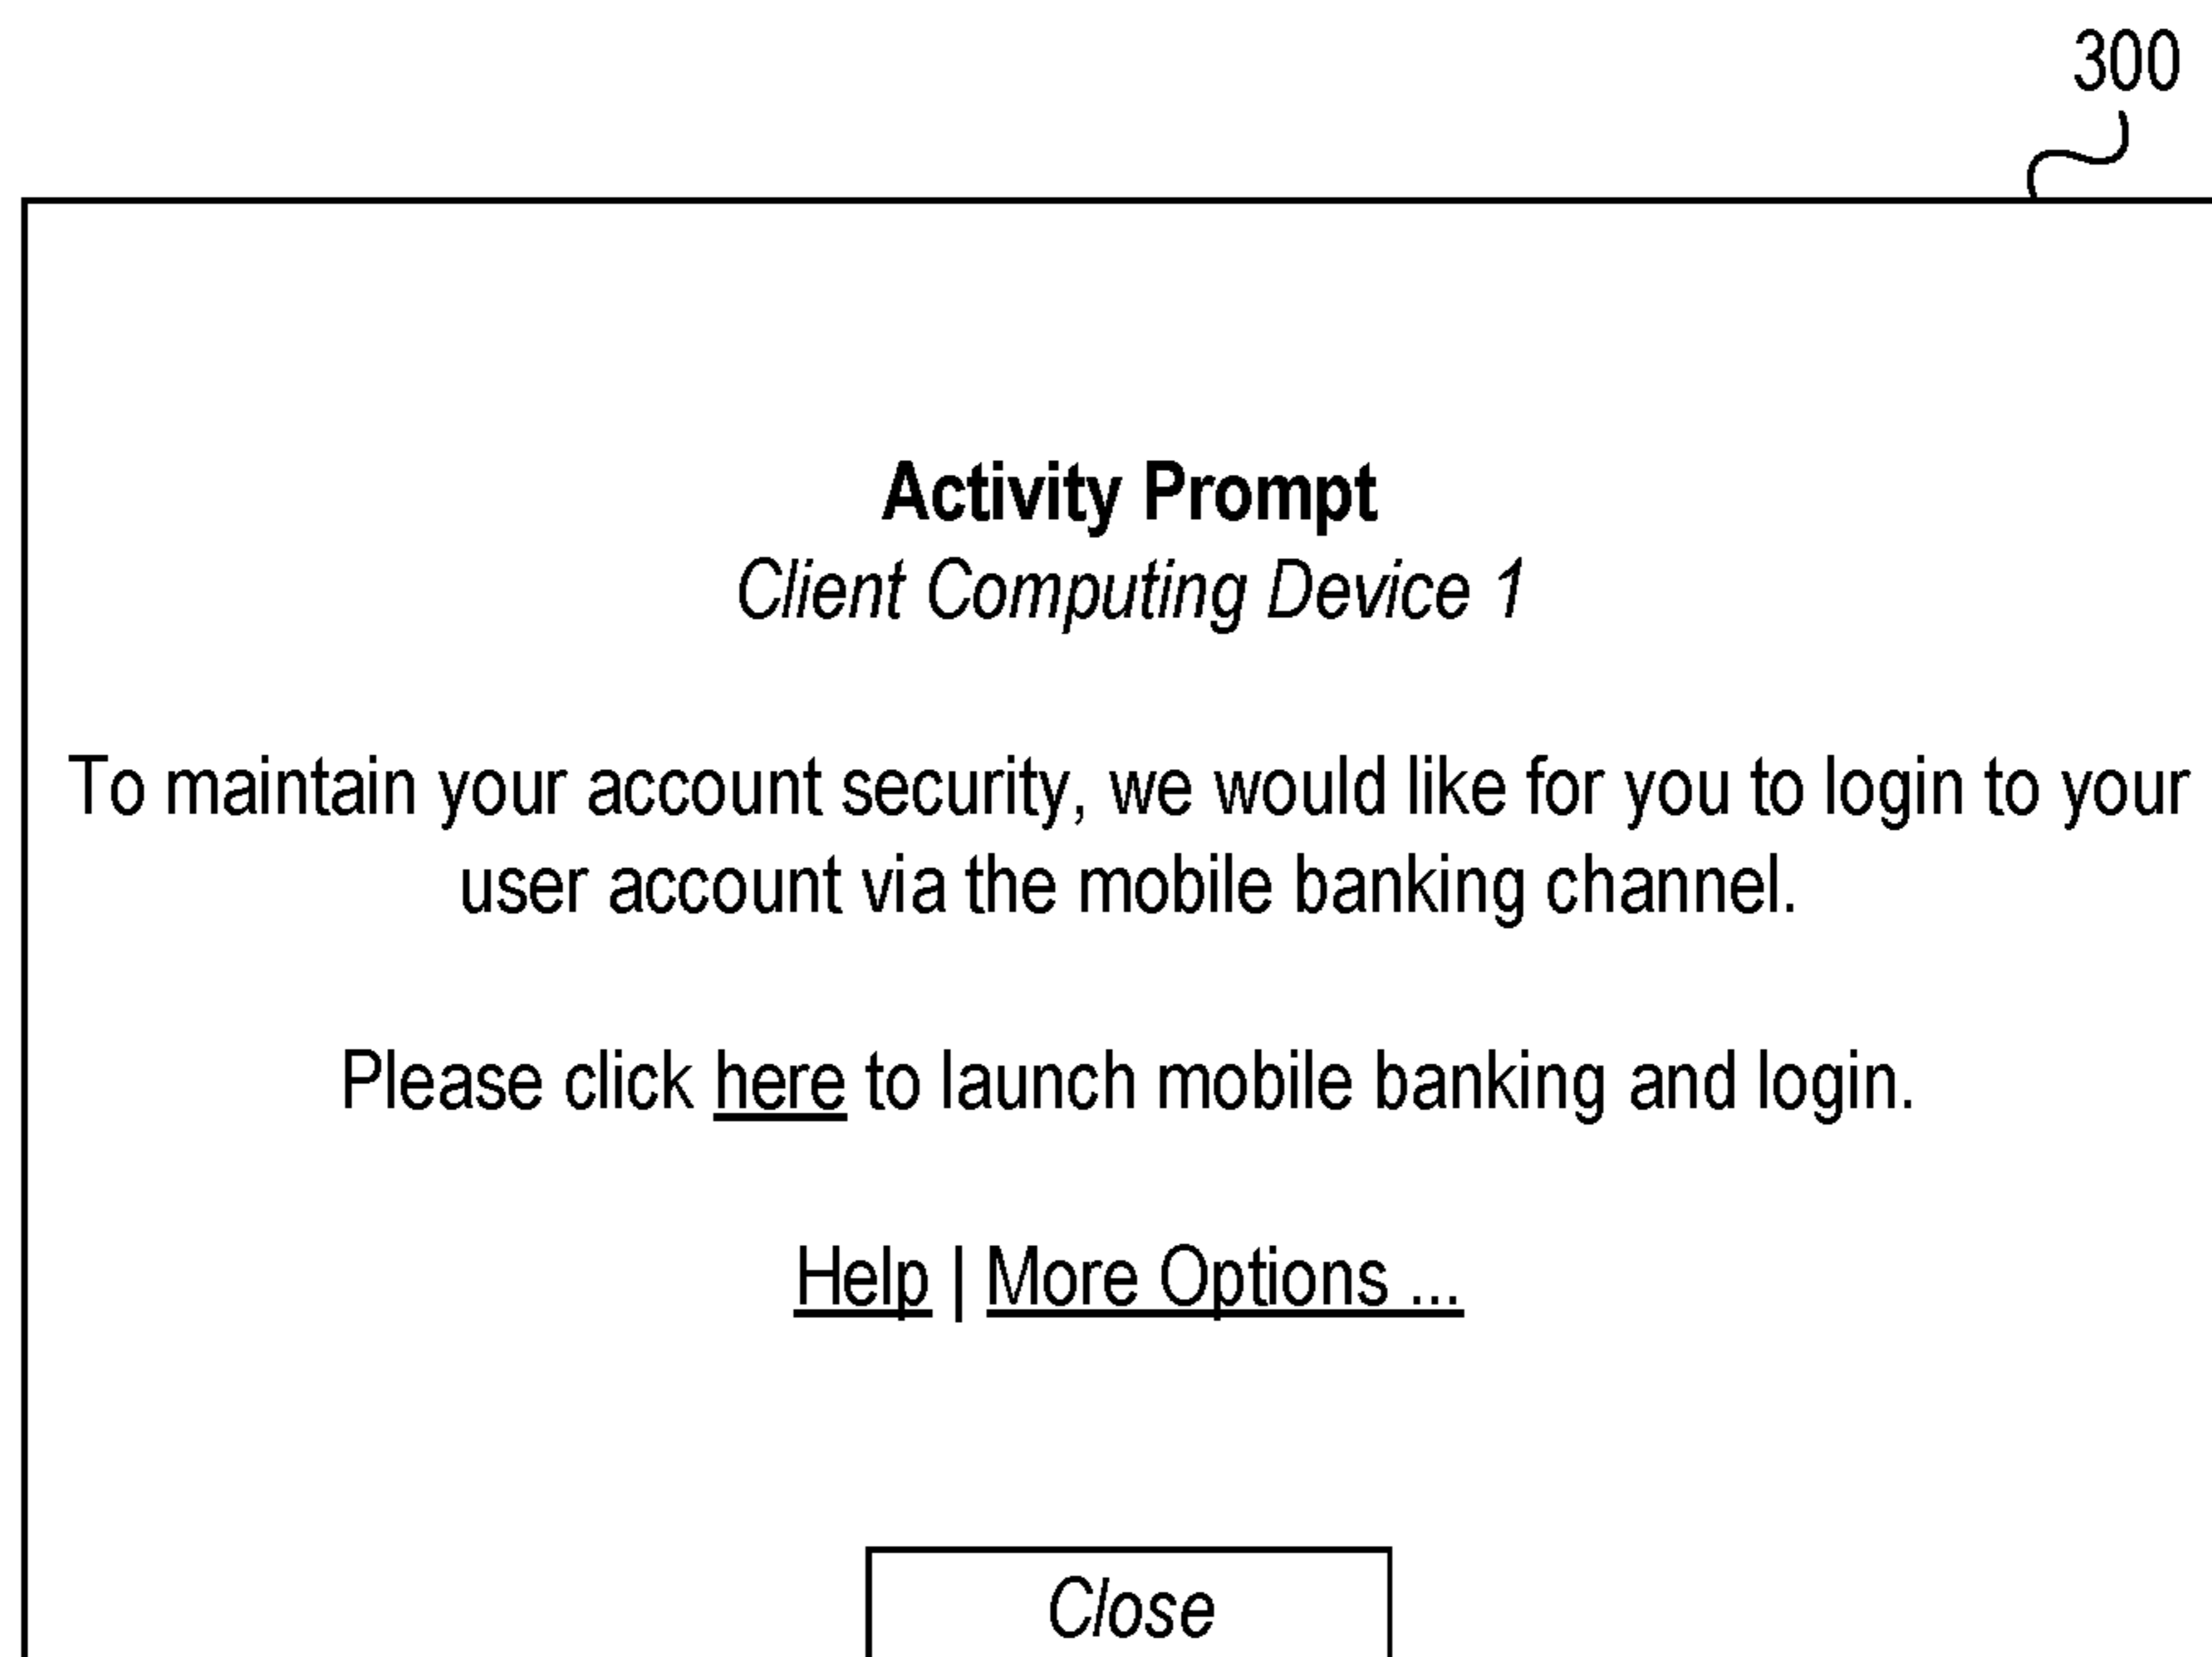 300
Activity Prompt
Client Computing Device 1
To maintain your account security, we would like for you to login to your
user account via the mobile banking channel.
Please click here to launch mobile banking and login.
Help | More Options ...
Close